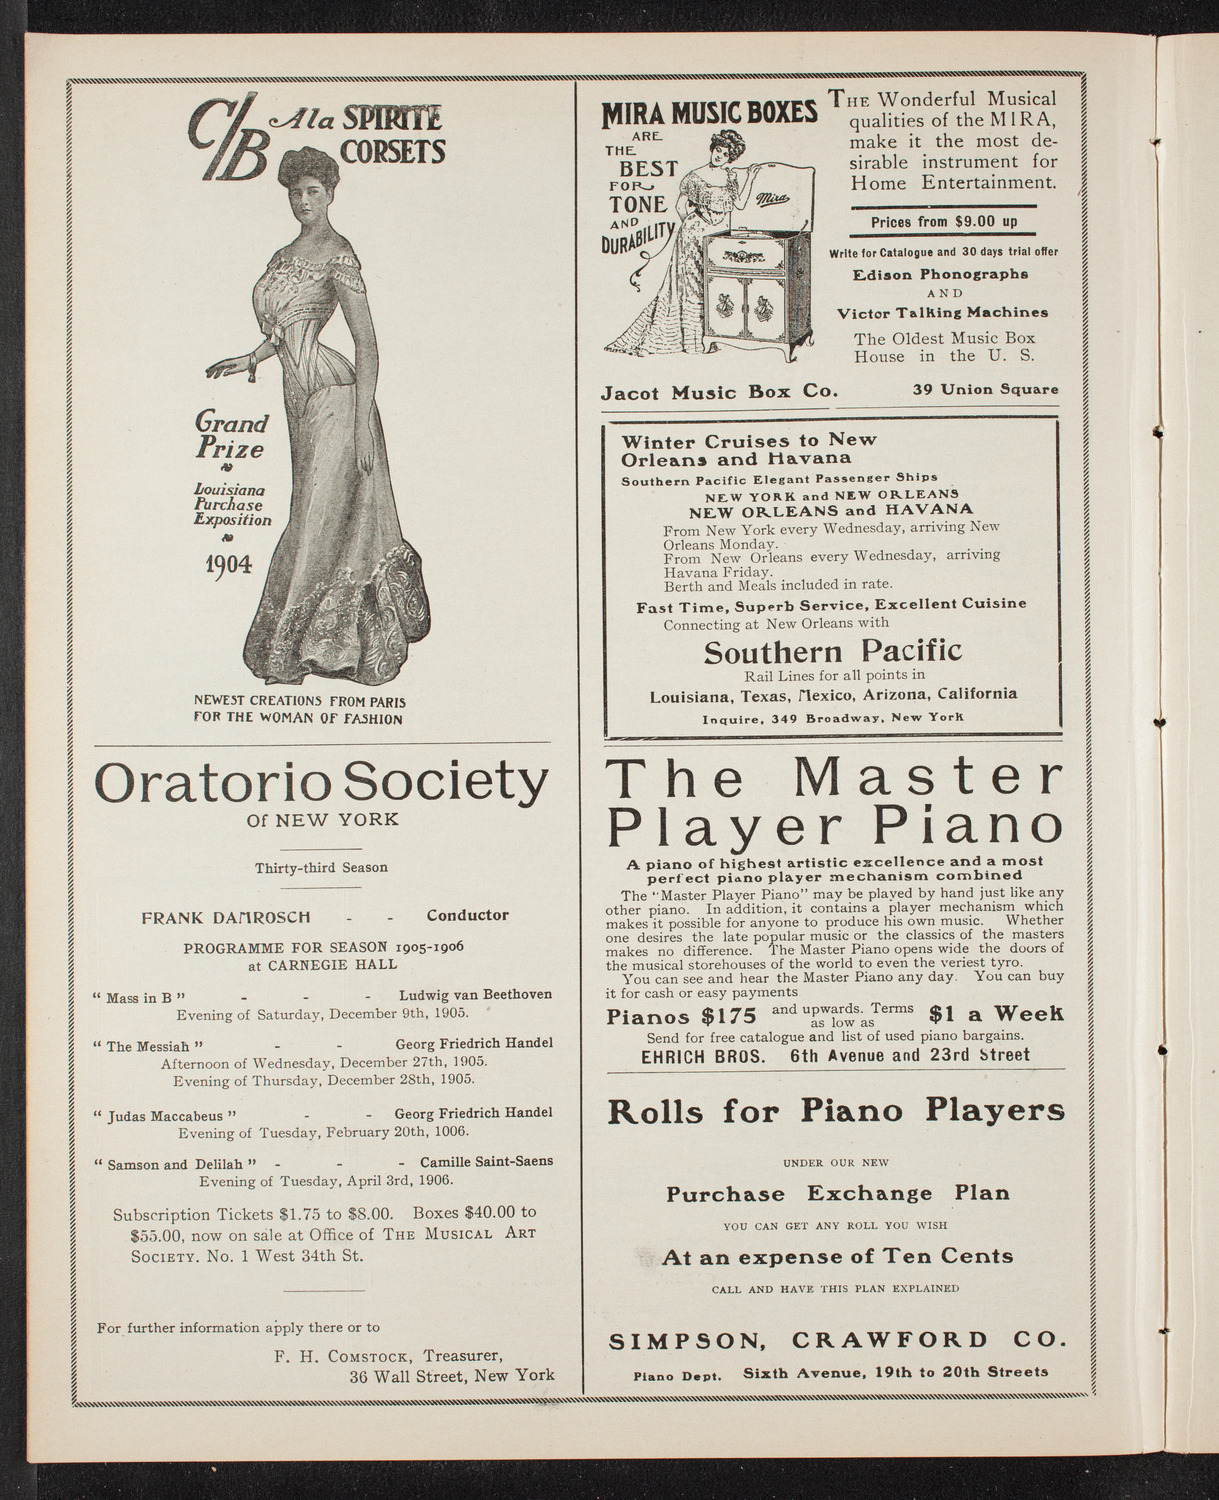 C/B Ala SPIRITE
CORSETS
Grand
Prize
Louisiana
Purchase
Exposition
1904
NEWEST CREATIONS FROM PARIS
FOR THE WOMAN OF FASHION
Oratorio Society
Of NEW YORK
Thirty-third Season
FRANK DAMROSCH - - Conductor
PROGRAMME FOR SEASON 1905-1906
at CARNEGIE HALL
“ Mass in B ” - - - Ludwig van Beethoven
Evening of Saturday, December 9th, 1905.
“ The Messiah ” - - Georg Friedrich Handel
Afternoon of Wednesday, December 27th, 1905.
Evening of Thursday, December 28th, 1905.
“ Judas Maccabeus ” - - Georg Friedrich Handel
Evening of Tuesday, February 20th, 1006.
“ Samson and Delilah ” - - - Camille Saint-Saens
Evening of Tuesday, April 3rd, 1906.
Subscription Tickets $1.75 to $8.00. Boxes $40.00 to
$55.00, now on sale at Office of THE MUSICAL ART
SOCIETY. No. 1 West 34th St.
For further information apply there or to
F. H. COMSTOCK, Treasurer,
36 Wall Street, New York
MIRA MUSIC BOXES
ARE
THE
BEST
FOR
TONE
AND
DURABILITY
Mira
THE Wonderful Musical
qualities of the MIRA,
make it the most de-
sirable instrument for
Home Entertainment.
Prices from $9.00 up
Write for Catalogue and 30 days trial offer
Edison Phonographs
AND
Victor Talking Machines
The Oldest Music Box
House in the U. S.
Jacot Music Box Co. 39 Union Square
Winter Cruises to New
Orleans and Havana
Southern Pacific Elegant Passenger Ships
NEW YORK and NEW ORLEANS
NEW ORLEANS and HAVANA
From New York every Wednesday, arriving New
Orleans Monday.
From New Orleans every Wednesday, arriving
Havana Friday.
Berth and Meals included in rate.
Fast Time, Superb Service, Excellent Cuisine
Connecting at New Orleans with
Southern Pacific
Rail Lines for all points in
Louisiana, Texas, Mexico, Arizona, California
Inquire, 349 Broadway, New York
The Master
Player Piano
A piano of highest artistic excellence and a most
perfect piano player mechanism combined
The “Master Player Piano” may be played by hand just like any
other piano. In addition, it contains a player mechanism which
makes it possible for anyone to produce his own music. Whether
one desires the late popular music or the classics of the masters
makes no difference. The Master Piano opens wide the doors of
the musical storehouses of the world to even the veriest tyro.
You can see and hear the Master Piano any day. You can buy
it for cash or easy payments
Pianos $175 and upwards. Terms as low as $1 a Week
Send for free catalogue and list of used piano bargains.
EHRICH BROS. 6th Avenue and 23rd Street
Rolls for Piano Players
UNDER OUR NEW
Purchase Exchange Plan
YOU CAN GET ANY ROLL YOU WISH
At an expense of Ten Cents
CALL AND HAVE THIS PLAN EXPLAINED
SIMPSON, CRAWFORD CO.
Piano Dept. Sixth Avenue, 19th to 20th Streets